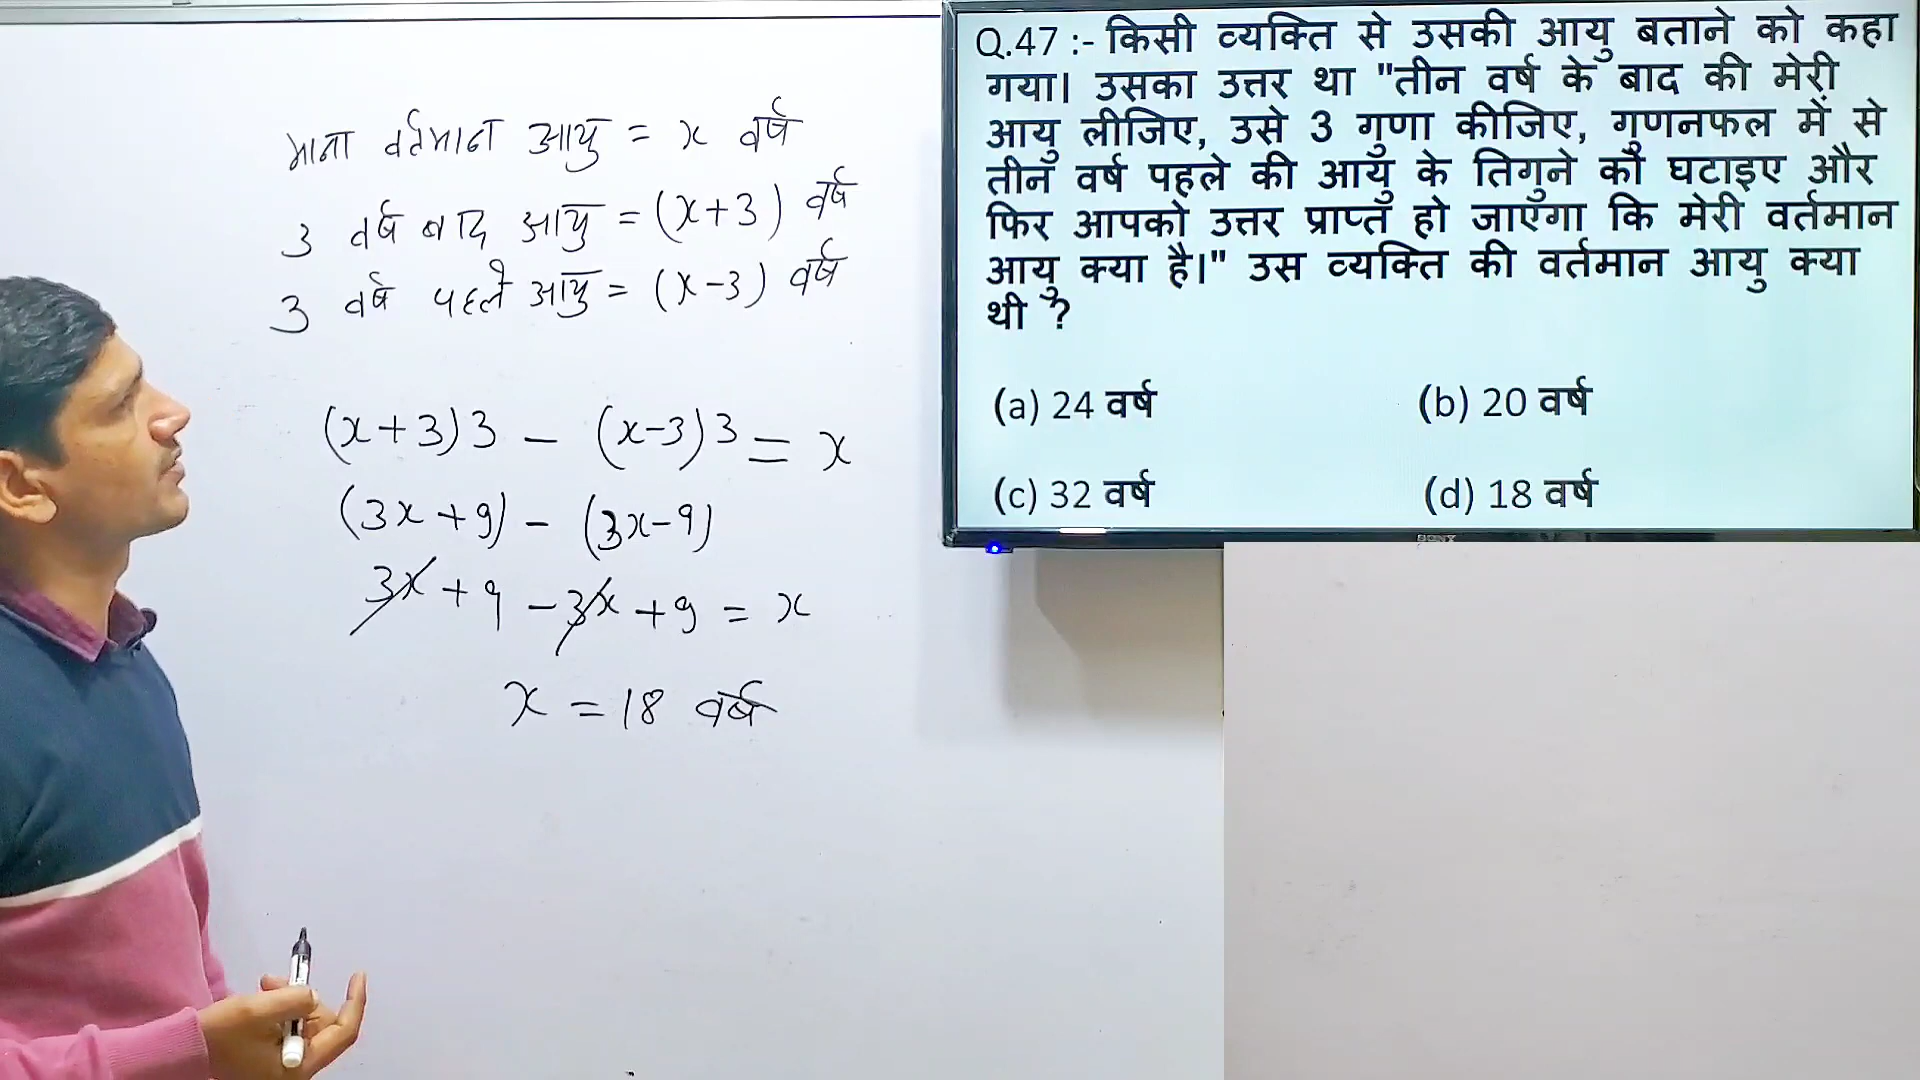 माना वर्तमान आयु = x वर्ष
3 वर्ष बाद आयु = (x+3) वर्ष
3 वर्ष पहले आयु = (x-3) वर्ष
(x+3)3 - (x-3)3 = x
(3x+9) - (3x-9)
3x + 9 - 3x + 9 = x
x = 18 वर्ष
Q.47 :- किसी व्यक्ति से उसकी आयु बताने को कहा
गया। उसका उत्तर था "तीन वर्ष के बाद की मेरी
आयु लीजिए, उसे 3 गुणा कीजिए, गुणनफल में से
तीन वर्ष पहले की आयु के तिगुने को घटाइए और
फिर आपको उत्तर प्राप्त हो जाएगा कि मेरी वर्तमान
आयु क्या है।" उस व्यक्ति की वर्तमान आयु क्या
थी ?
(a) 24 वर्ष (b) 20 वर्ष
(c) 32 वर्ष (d) 18 वर्ष
SONY